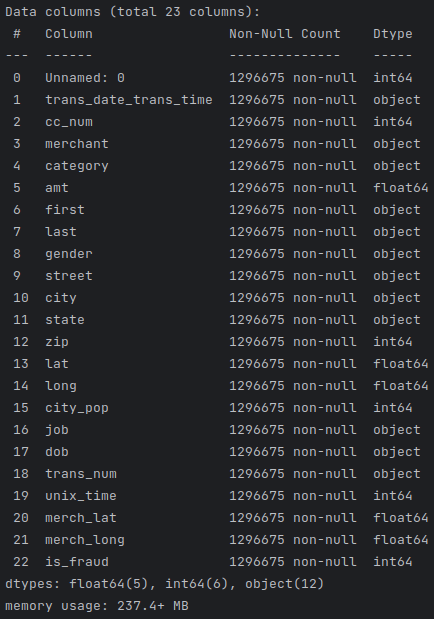 Data columns (total 23 columns):
 #   Column                 Non-Null Count    Dtype
---  ------                 --------------    -----
 0   Unnamed: 0             1296675 non-null  int64
 1   trans_date_trans_time  1296675 non-null  object
 2   cc_num                 1296675 non-null  int64
 3   merchant               1296675 non-null  object
 4   category               1296675 non-null  object
 5   amt                    1296675 non-null  float64
 6   first                  1296675 non-null  object
 7   last                   1296675 non-null  object
 8   gender                 1296675 non-null  object
 9   street                 1296675 non-null  object
 10  city                   1296675 non-null  object
 11  state                  1296675 non-null  object
 12  zip                    1296675 non-null  int64
 13  lat                    1296675 non-null  float64
 14  long                   1296675 non-null  float64
 15  city_pop               1296675 non-null  int64
 16  job                    1296675 non-null  object
 17  dob                    1296675 non-null  object
 18  trans_num              1296675 non-null  object
 19  unix_time              1296675 non-null  int64
 20  merch_lat              1296675 non-null  float64
 21  merch_long             1296675 non-null  float64
 22  is_fraud               1296675 non-null  int64
dtypes: float64(5), int64(6), object(12)
memory usage: 237.4+ MB